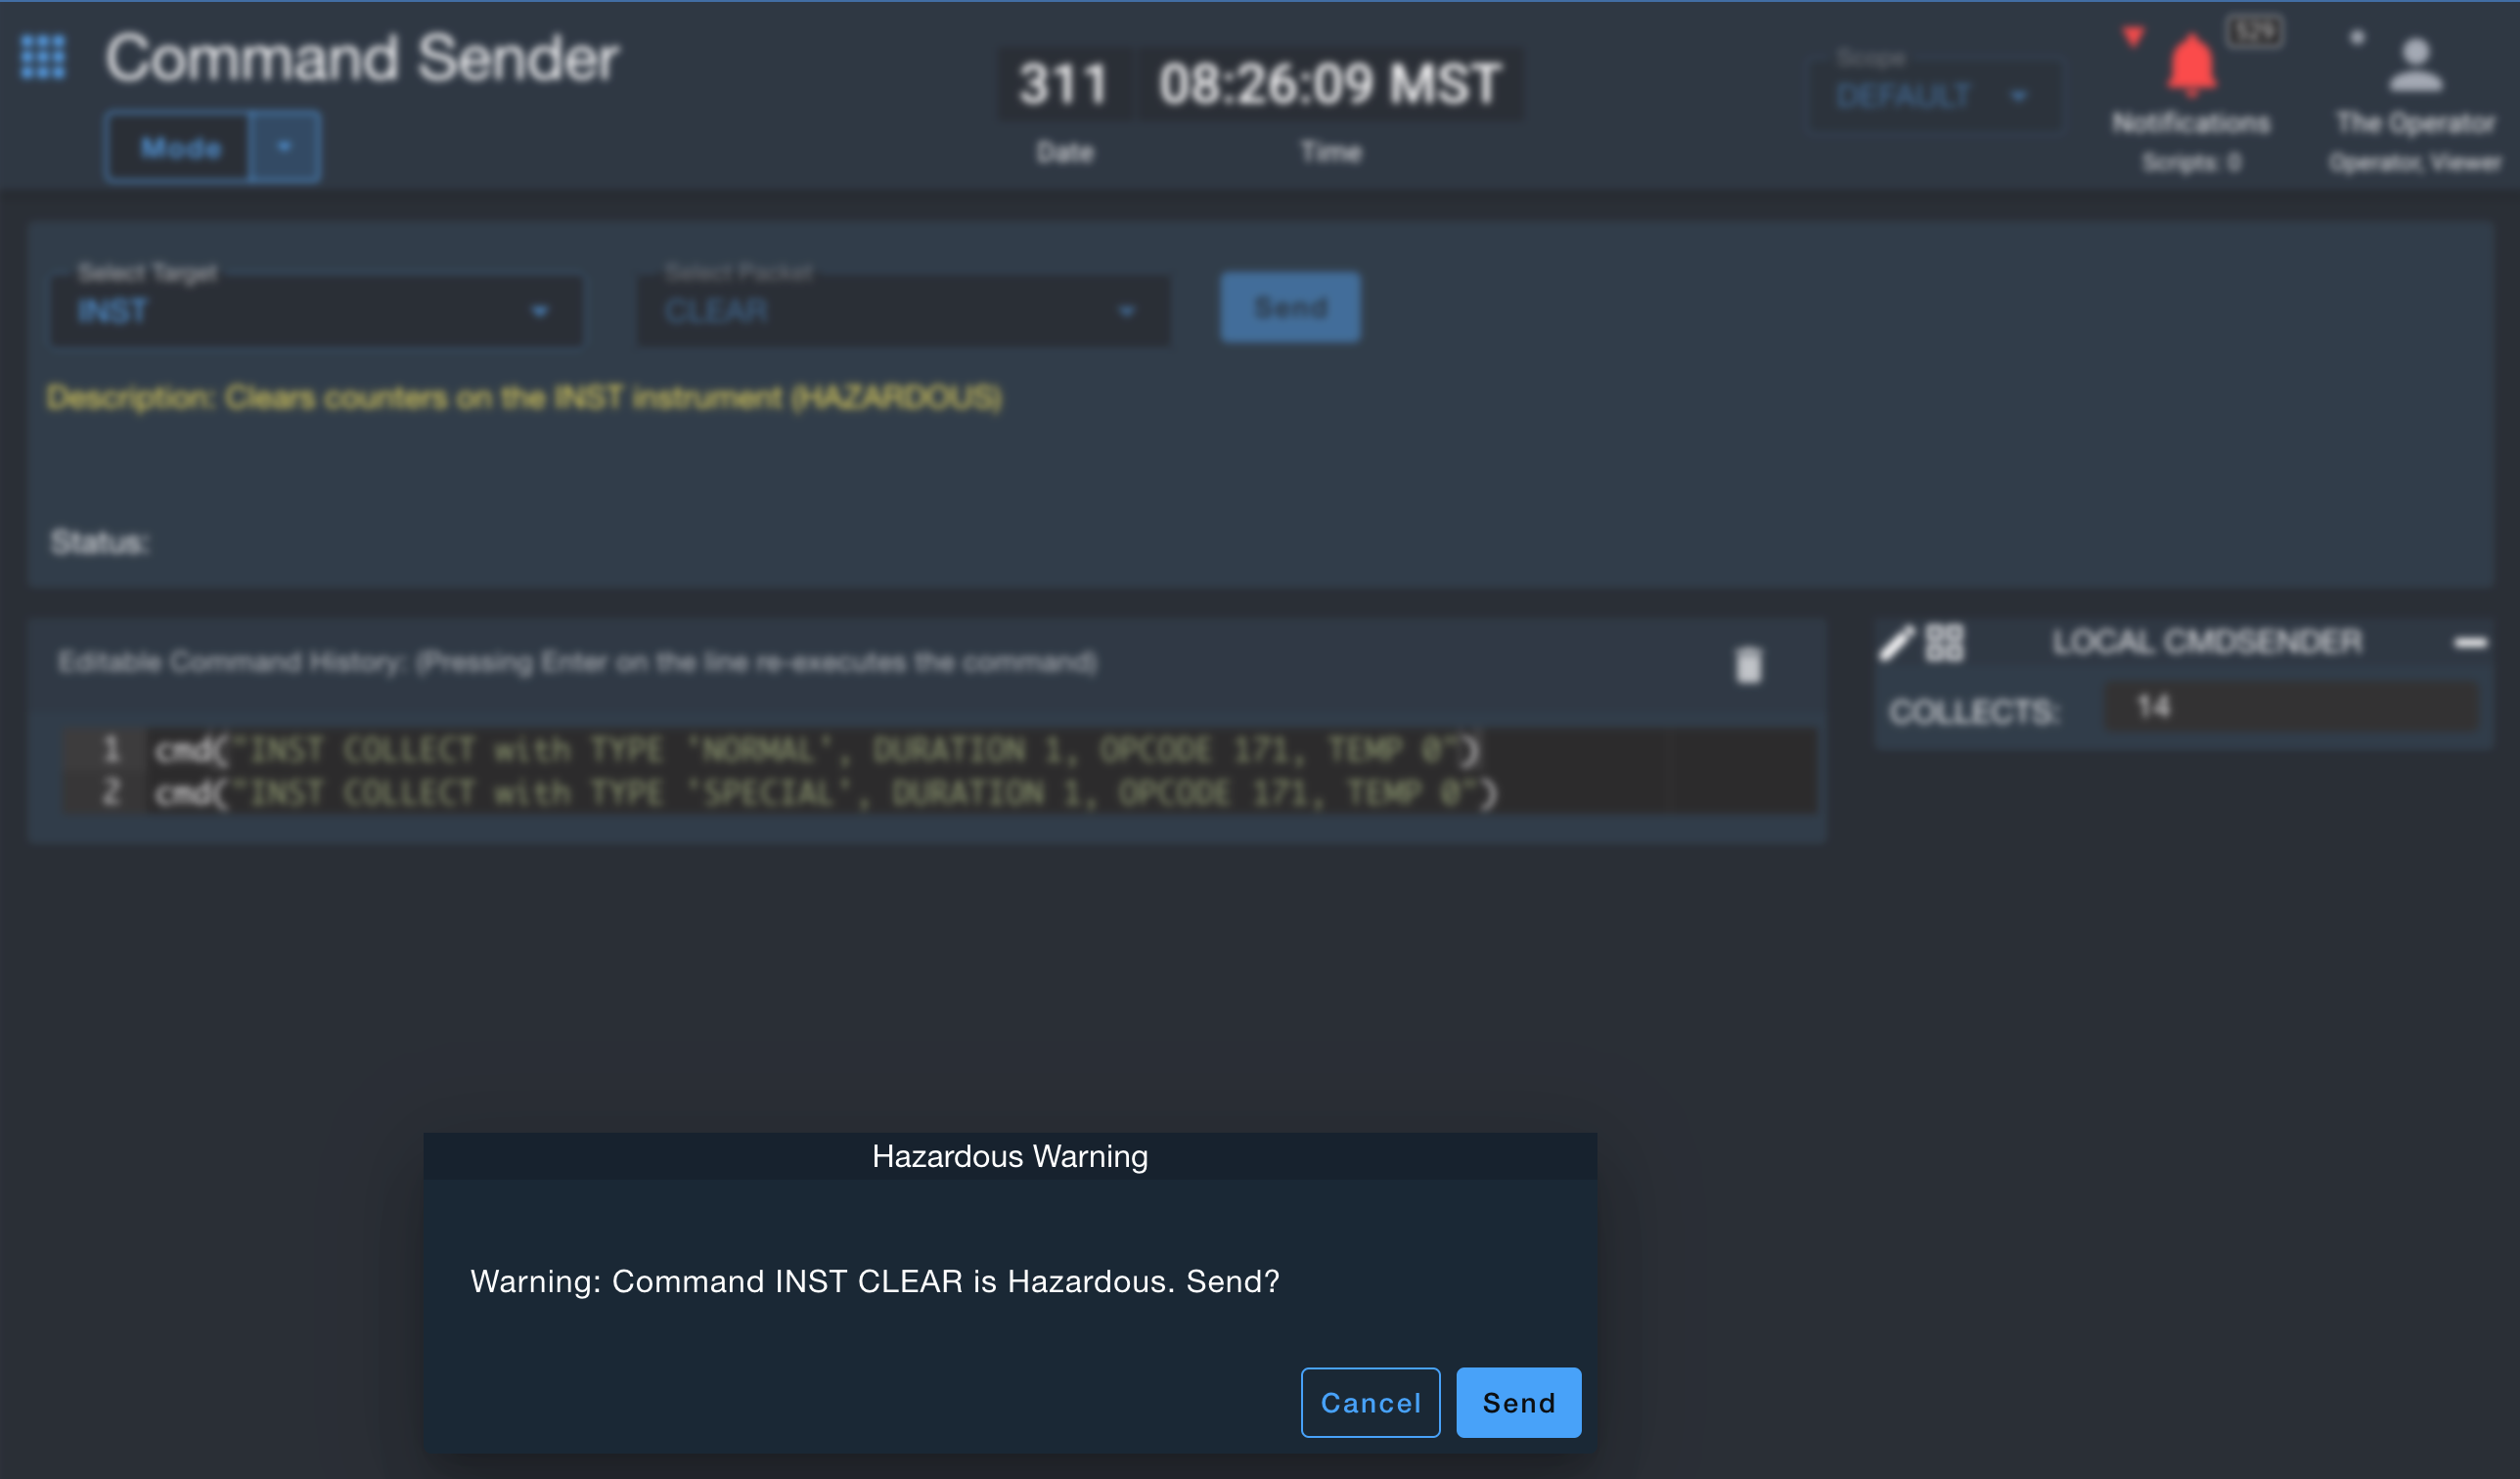 Command Sender
Mode
311 08:26:09 MST
Date Time
Scope
DEFAULT
529
Notifications
Scripts: 0
The Operator
Operator, Viewer
Select Target
INST
Select Packet
CLEAR
Send
Description: Clears counters on the INST instrument (HAZARDOUS)
Status:
Editable Command History: (Pressing Enter on the line re-executes the command)
1 cmd("INST COLLECT with TYPE 'NORMAL', DURATION 1, OPCODE 171, TEMP 0")
2 cmd("INST COLLECT with TYPE 'SPECIAL', DURATION 1, OPCODE 171, TEMP 0")
LOCAL CMDSENDER
COLLECTS: 14
Hazardous Warning
Warning: Command INST CLEAR is Hazardous. Send?
Cancel Send